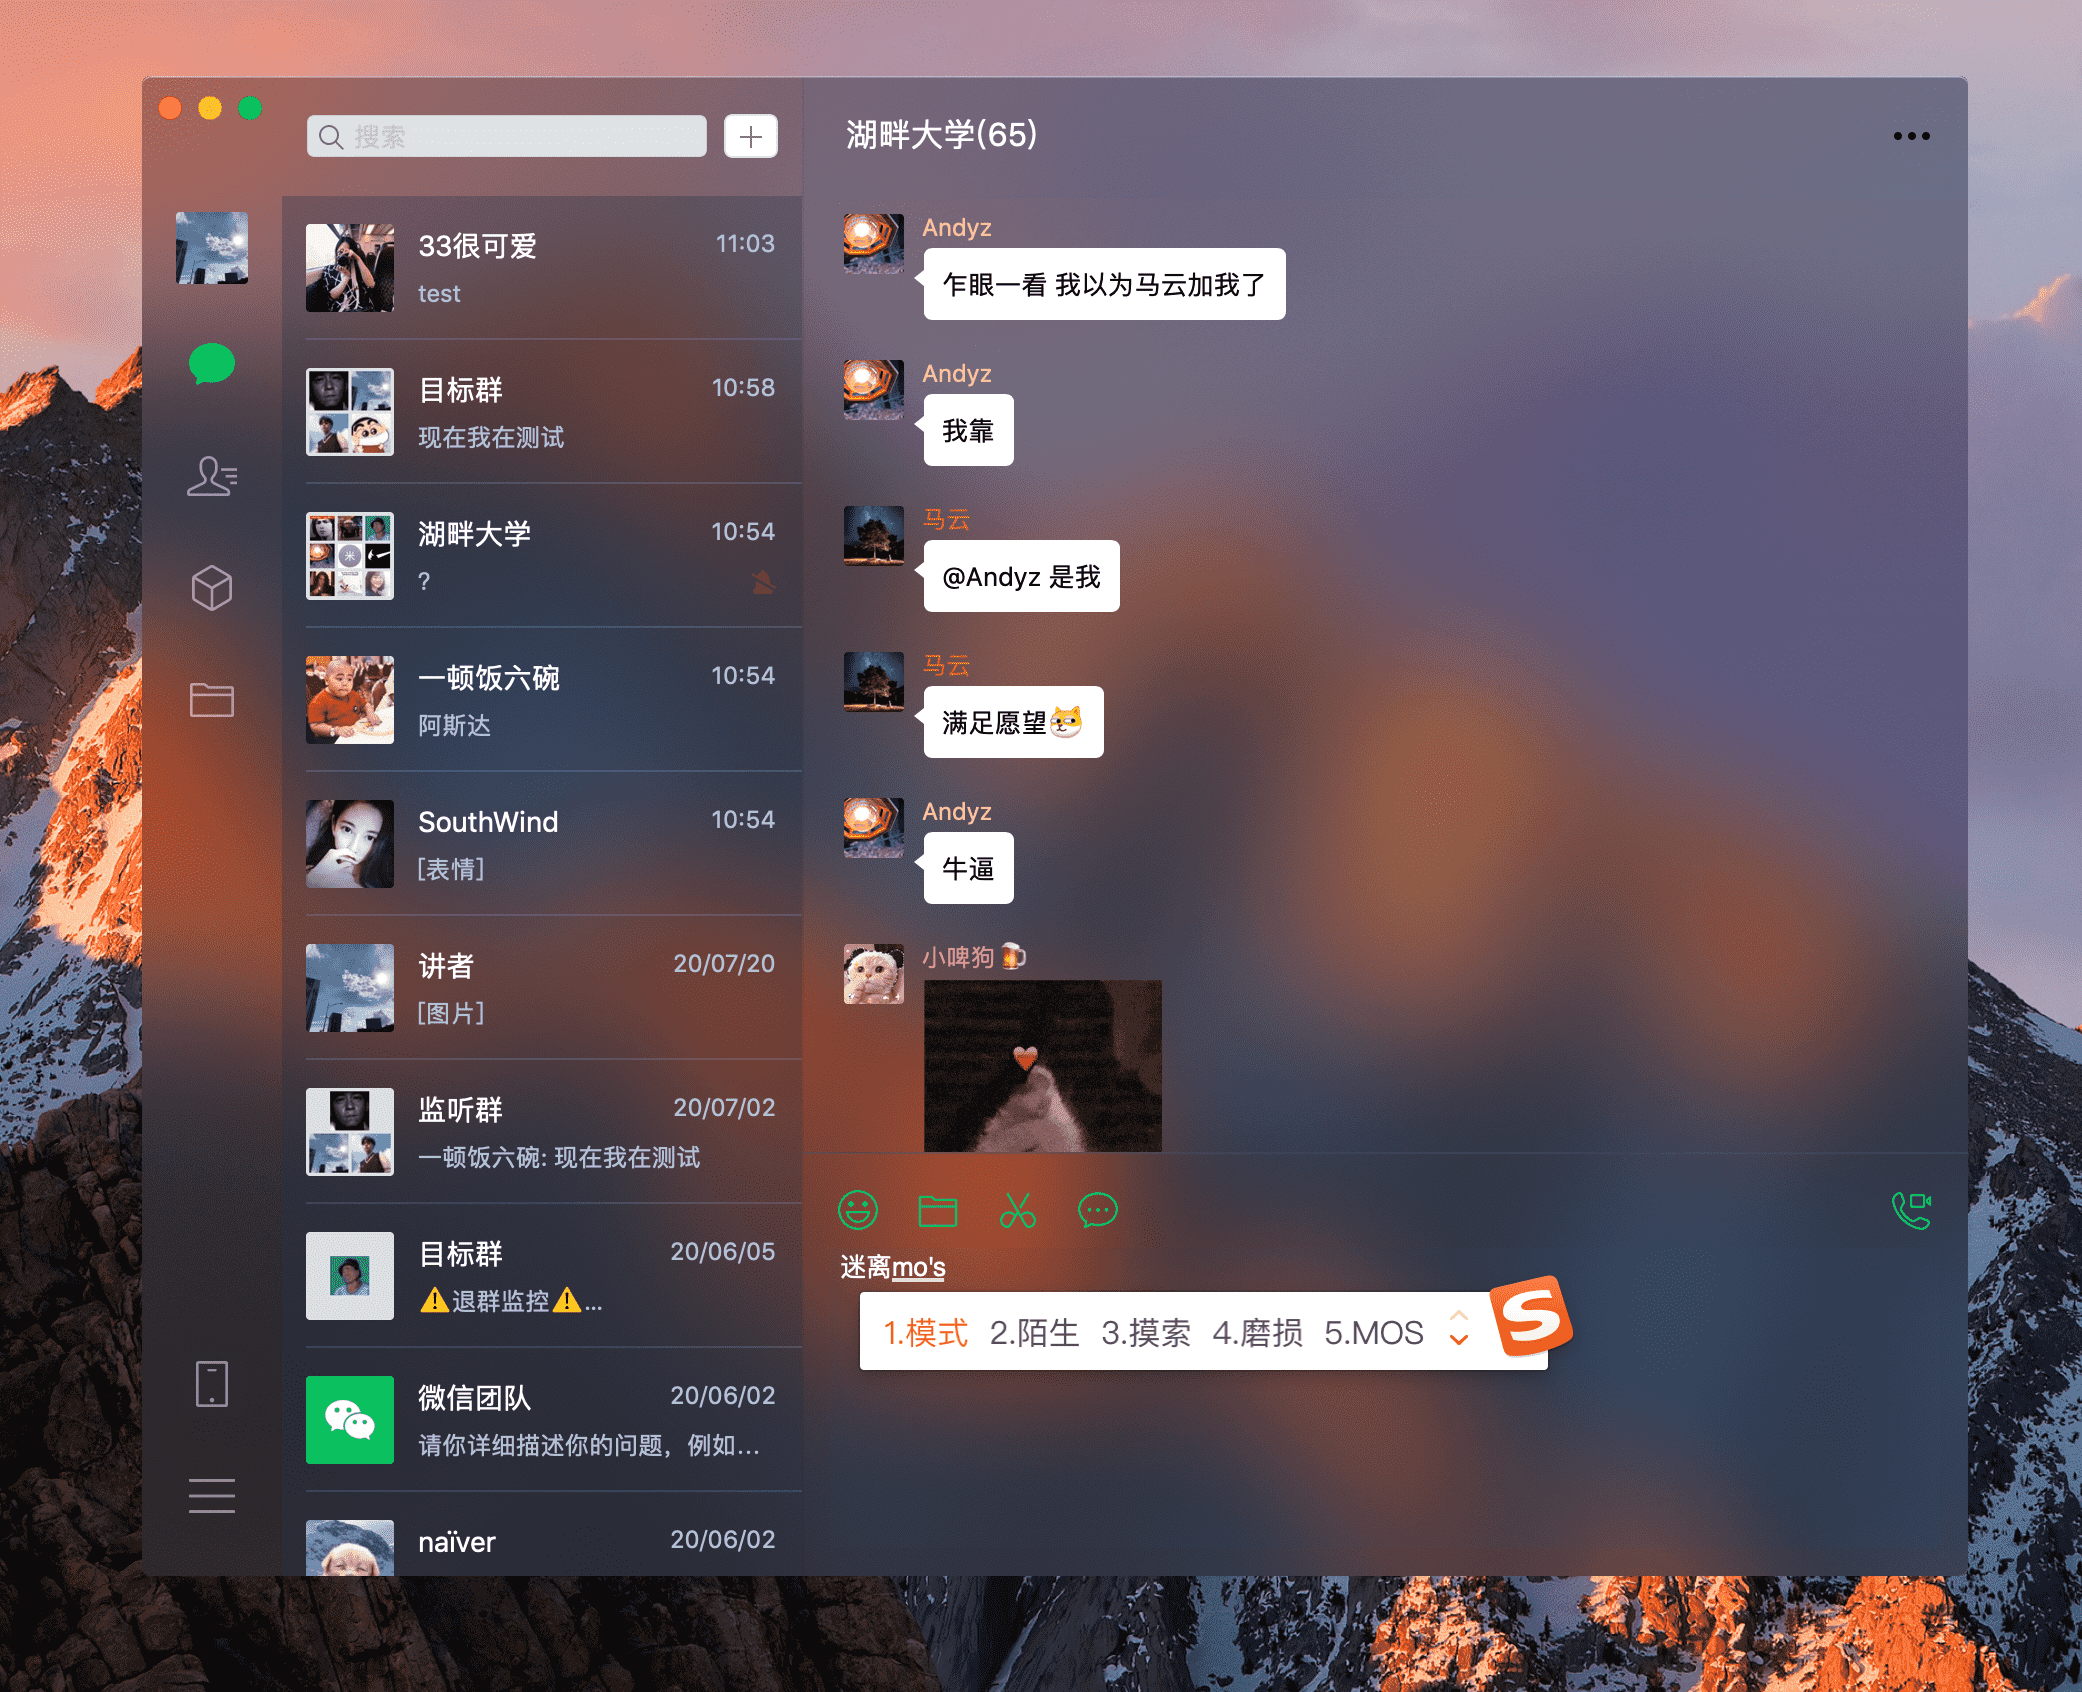 搜索
33很可爱
11:03
test
目标群
10:58
现在我在测试
湖畔大学
10:54
?
一顿饭六碗
10:54
阿斯达
SouthWind
10:54
[表情]
讲者
20/07/20
[图片]
监听群
20/07/02
一顿饭六碗: 现在我在测试
目标群
20/06/05
⚠️退群监控⚠️...
微信团队
20/06/02
请你详细描述你的问题，例如...
naïver
20/06/02
湖畔大学(65)
Andyz
乍眼一看 我以为马云加我了
Andyz
我靠
马云
@Andyz 是我
马云
满足愿望
Andyz
牛逼
小啤狗🍺
迷离mo's
1.模式 2.陌生 3.摸索 4.磨损 5.MOS
S
米